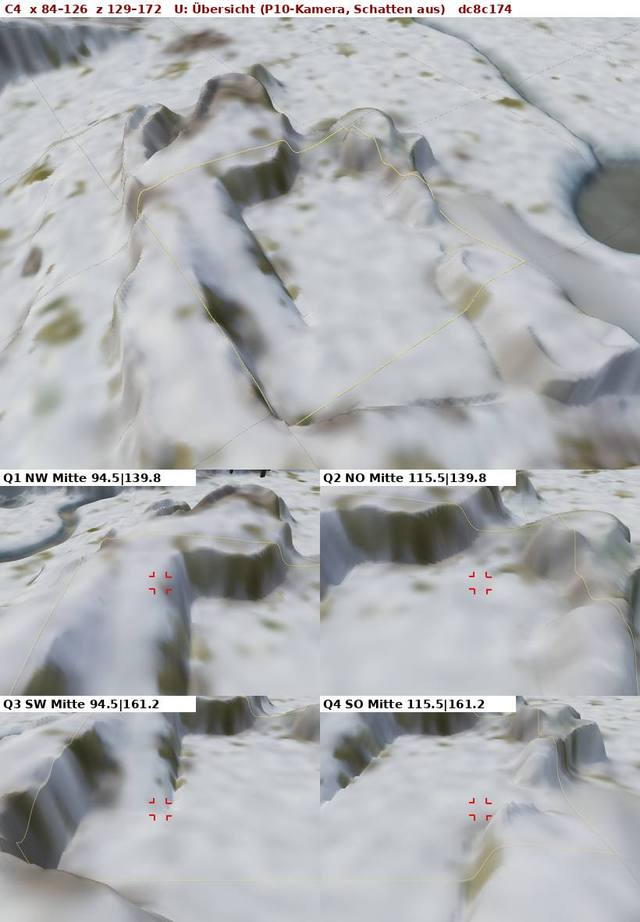 C4 x 84–126 z 129–172 U: Übersicht (P10-Kamera, Schatten aus) dc8c174
Q1 NW Mitte 94.5|139.8
Q2 NO Mitte 115.5|139.8
Q3 SW Mitte 94.5|161.2
Q4 SO Mitte 115.5|161.2